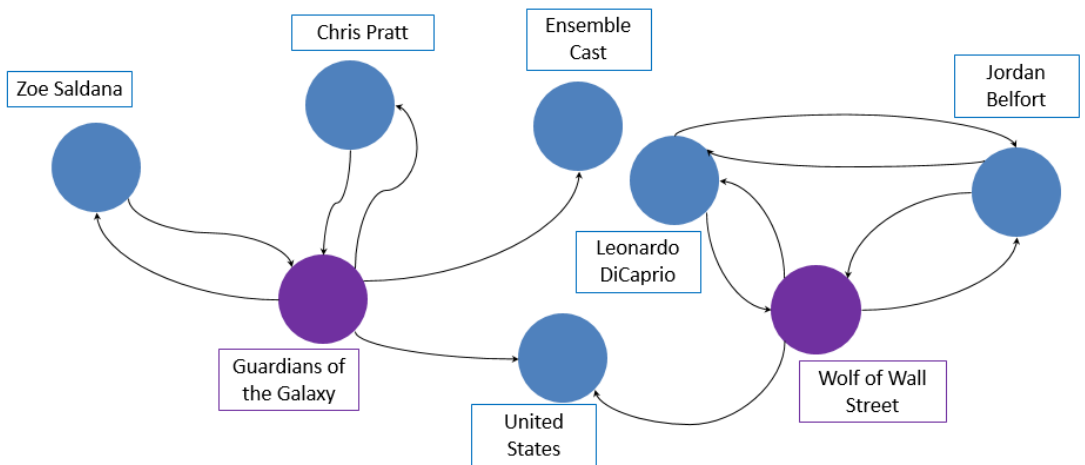 Chris Pratt
Ensemble
Cast
Zoe Saldana
Jordan
Belfort
Leonardo
DiCaprio
Guardians of
the Galaxy
Wolf of Wall
Street
United
States